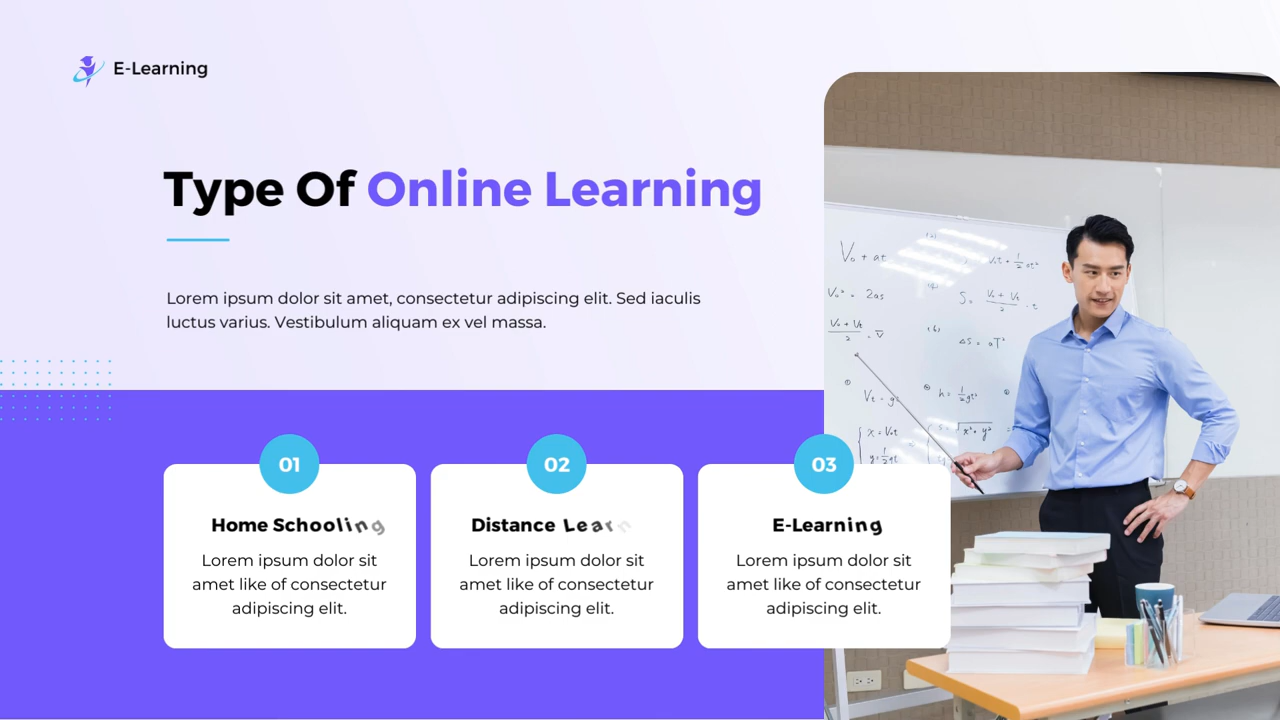 E-Learning
Type Of Online Learning
Lorem ipsum dolor sit amet, consectetur adipiscing elit. Sed iaculis
luctus varius. Vestibulum aliquam ex vel massa.
01
Home Schooling
Lorem ipsum dolor sit
amet like of consectetur
adipiscing elit.
02
Distance Learn
Lorem ipsum dolor sit
amet like of consectetur
adipiscing elit.
03
E-Learning
Lorem ipsum dolor sit
amet like of consectetur
adipiscing elit.
V₀ + at